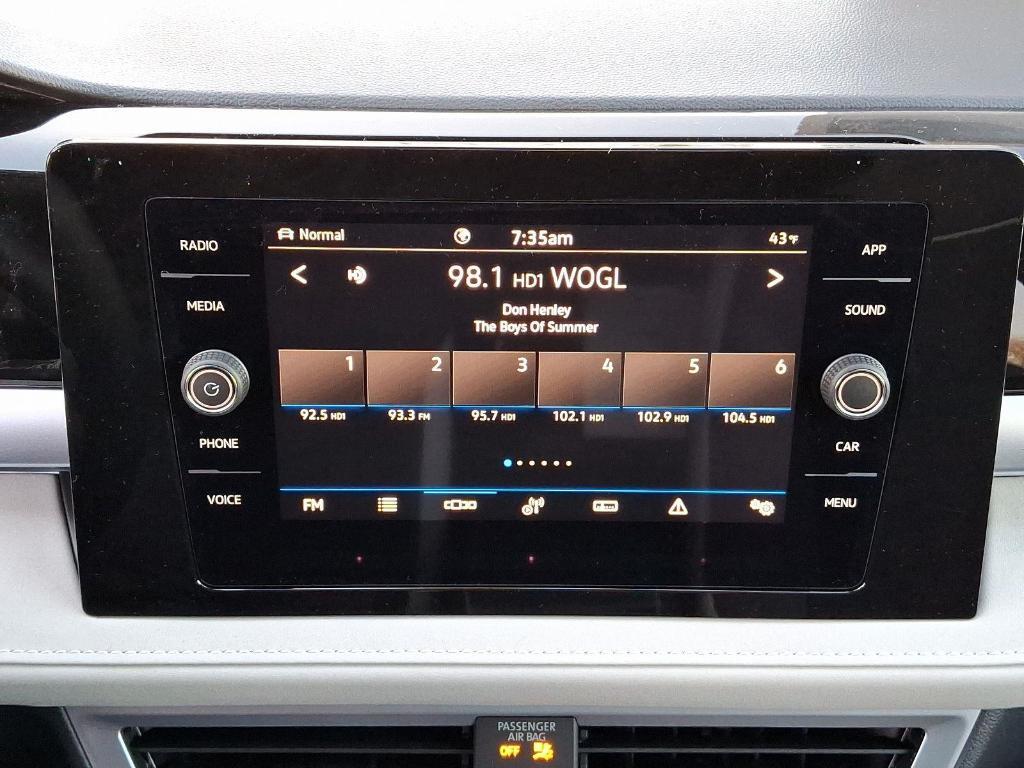 Normal 7:35am 43°F
RADIO
MEDIA
PHONE
VOICE
APP
SOUND
CAR
MENU
98.1 HD1 WOGL
Don Henley
The Boys Of Summer
1 2 3 4 5 6
92.5 HD1 93.3 FM 95.7 HD1 102.1 HD1 102.9 HD1 104.5 HD1
FM
PASSENGER
AIR BAG
OFF